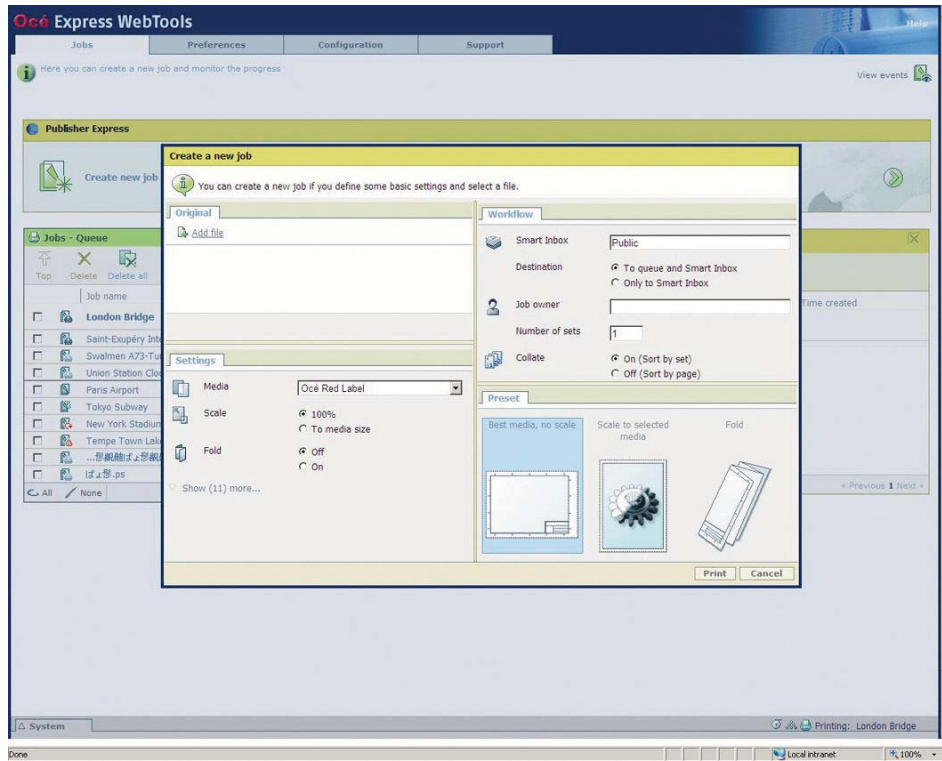 Océ Express WebTools
Help
Jobs
Preferences
Configuration
Support
Here you can create a new job and monitor the progress
View events
Publisher Express
Create new job
Create a new job
You can create a new job if you define some basic settings and select a file.
Original
Add file
Settings
Media
Océ Red Label
Scale
100%
To media size
Fold
Off
On
Show (11) more...
Workflow
Smart Inbox
Public
Destination
To queue and Smart Inbox
Only to Smart Inbox
Job owner
Number of sets
1
Collate
On (Sort by set)
Off (Sort by page)
Preset
Best media, no scale
Scale to selected media
Fold
Print
Cancel
Jobs - Queue
Top
Delete
Delete all
Job name
Time created
London Bridge
Saint-Exupéry
Swalmen
Union Station
Paris Airport
Tokyo Subway
New York
Tempe Town
.ps
All
None
« Previous 1 Next »
System
Printing: London Bridge
Done
Local intranet
100%